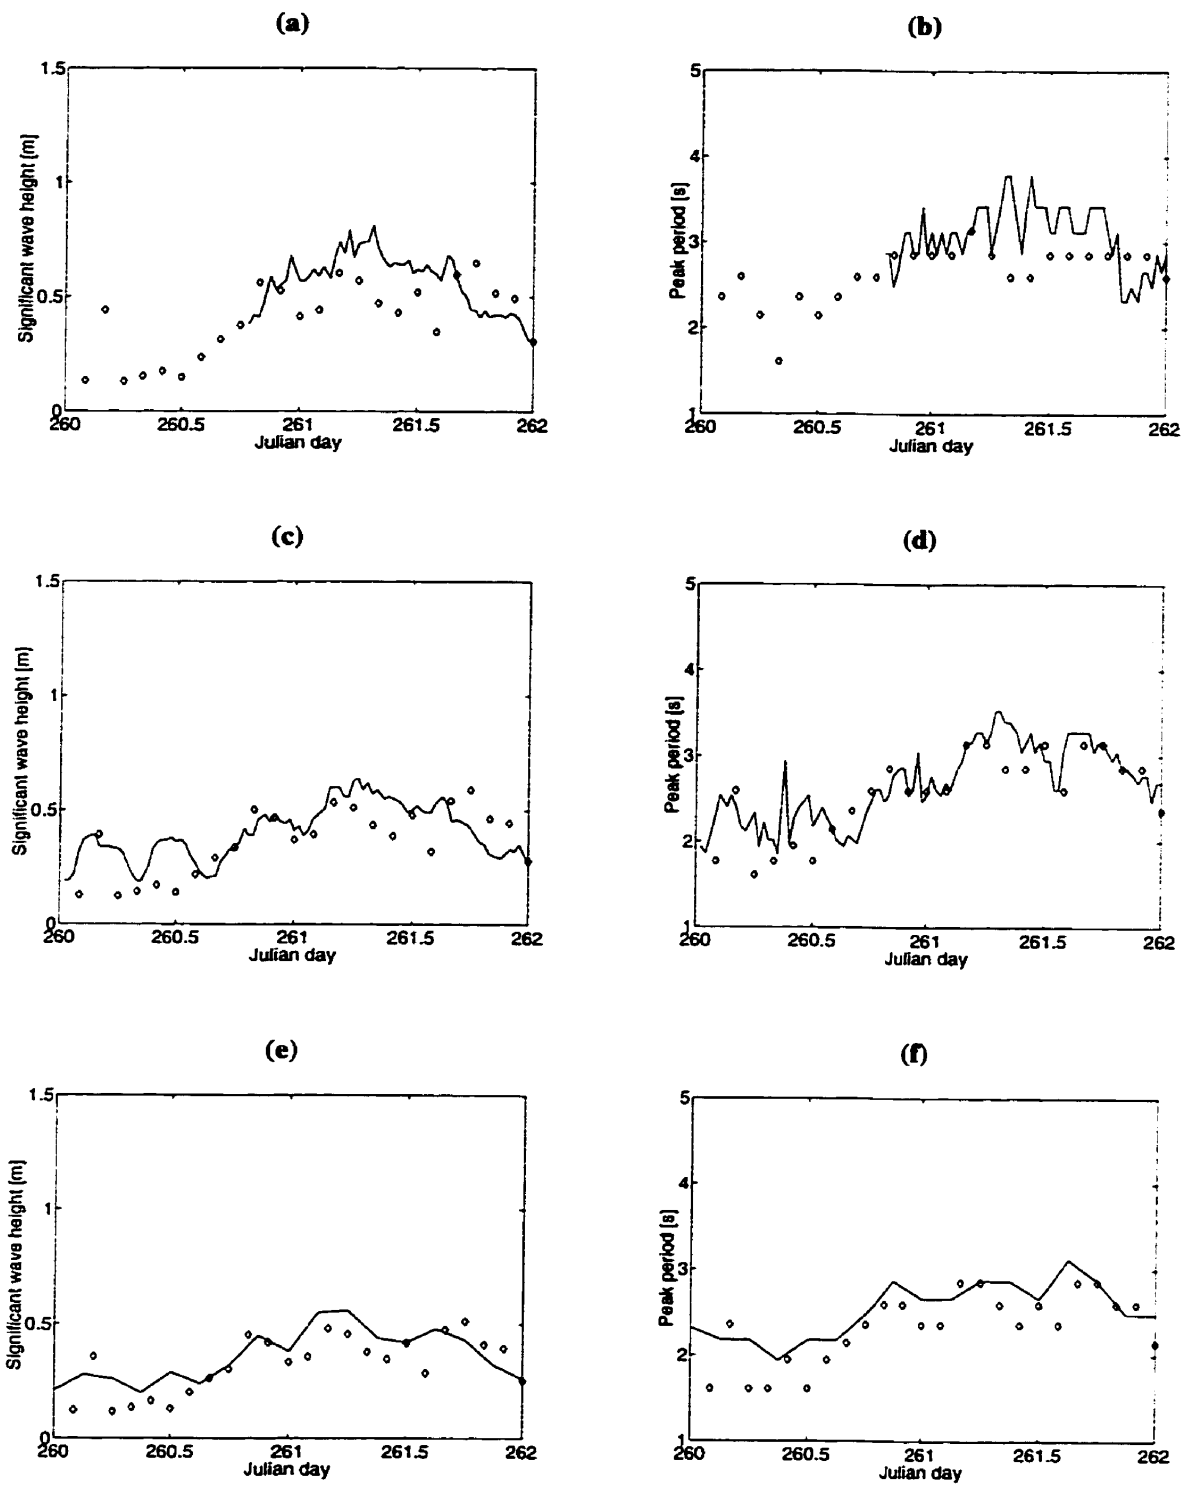 (a)
1.5
1
0.5
0
Significant wave height [m]
260 260.5 261 261.5 262
Julian day
(b)
5
4
3
2
1
Peak period [s]
260 260.5 261 261.5 262
Julian day
(c)
1.5
1
0.5
0
Significant wave height [m]
260 260.5 261 261.5 262
Julian day
(d)
5
4
3
2
1
Peak period [s]
260 260.5 261 261.5 262
Julian day
(e)
1.5
1
0.5
0
Significant wave height [m]
260 260.5 261 261.5 262
Julian day
(f)
5
4
3
2
1
Peak period [s]
260 260.5 261 261.5 262
Julian day